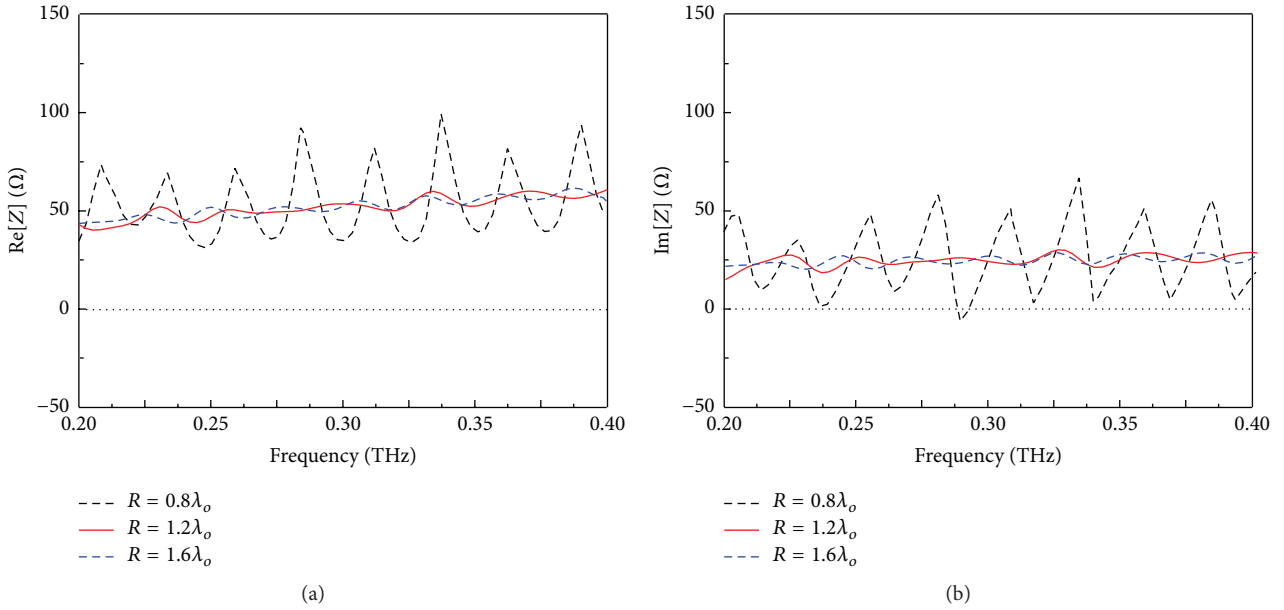 150
100
50
0
−50
Re[Z] (Ω)
0.20
0.25
0.30
0.35
0.40
Frequency (THz)
R = 0.8λₒ
R = 1.2λₒ
R = 1.6λₒ
(a)
150
100
50
0
−50
Im[Z] (Ω)
0.20
0.25
0.30
0.35
0.40
Frequency (THz)
R = 0.8λₒ
R = 1.2λₒ
R = 1.6λₒ
(b)